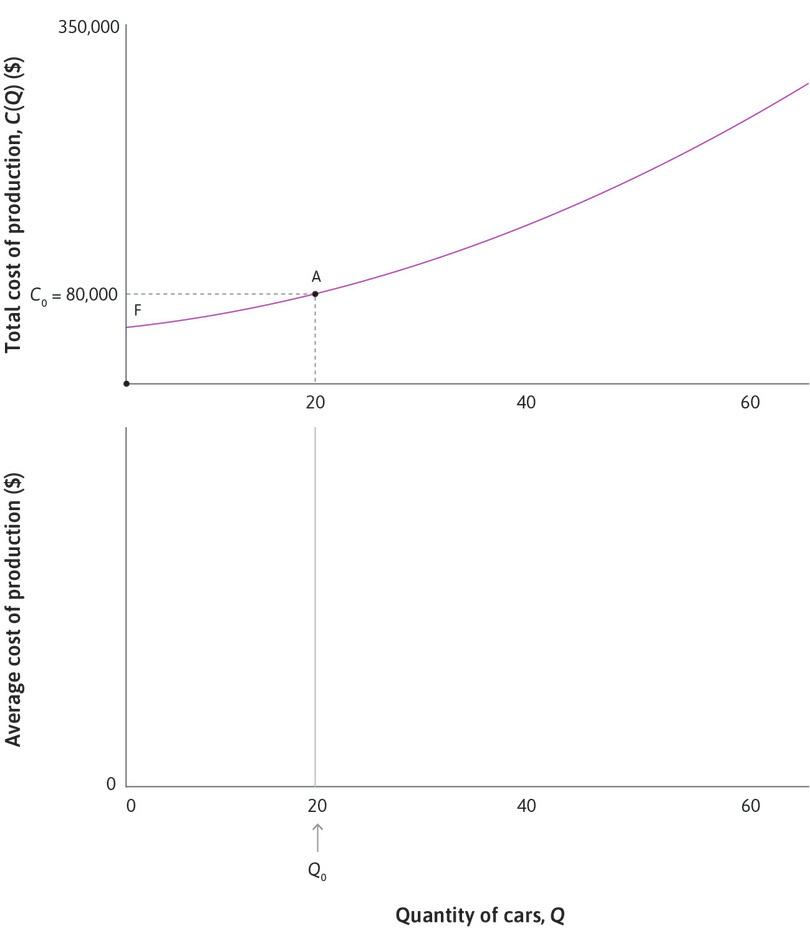 350,000
Total cost of production, C(Q) ($)
A
C₀ = 80,000
F
20 40 60
Average cost of production ($)
0
0 20 40 60
Q₀
Quantity of cars, Q